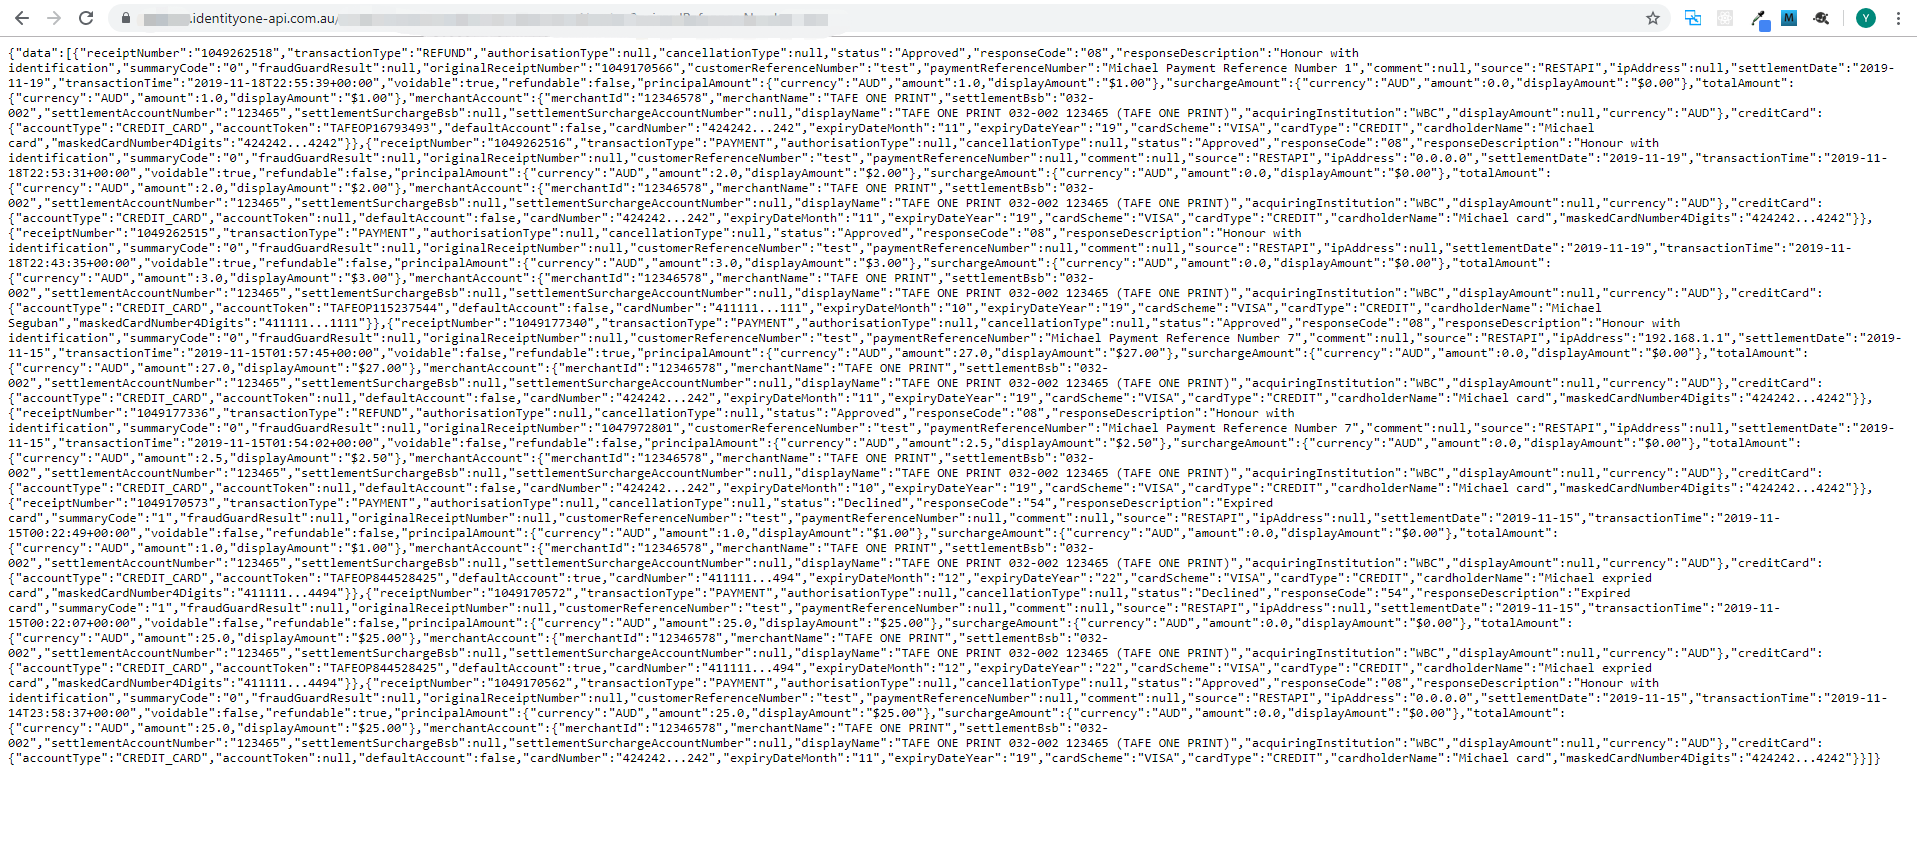 .identityone-api.com.au/
{"data":[{"receiptNumber":"1049262518","transactionType":"REFUND","authorisationType":null,"cancellationType":null,"status":"Approved","responseCode":"08","responseDescription":"Honour with
identification","summaryCode":"0","fraudGuardResult":null,"originalReceiptNumber":"1049170566","customerReferenceNumber":"test","paymentReferenceNumber":"Michael Payment Reference Number 1","comment":null,"source":"RESTAPI","ipAddress":null,"settlementDate":"2019-
11-19","transactionTime":"2019-11-18T22:55:39+00:00","voidable":true,"refundable":false,"principalAmount":{"currency":"AUD","amount":1.0,"displayAmount":"$1.00"},"surchargeAmount":{"currency":"AUD","amount":0.0,"displayAmount":"$0.00"},"totalAmount":
{"currency":"AUD","amount":1.0,"displayAmount":"$1.00"},"merchantAccount":{"merchantId":"12346578","merchantName":"TAFE ONE PRINT","settlementBsb":"032-
002","settlementAccountNumber":"123465","settlementSurchargeBsb":null,"settlementSurchargeAccountNumber":null,"displayName":"TAFE ONE PRINT 032-002 123465 (TAFE ONE PRINT)","acquiringInstitution":"WBC","displayAmount":null,"currency":"AUD"},"creditCard":
{"accountType":"CREDIT_CARD","accountToken":"TAFEOP16793493","defaultAccount":false,"cardNumber":"424242...242","expiryDateMonth":"11","expiryDateYear":"19","cardScheme":"VISA","cardType":"CREDIT","cardholderName":"Michael
card","maskedCardNumber4Digits":"424242...4242"}},{"receiptNumber":"1049262516","transactionType":"PAYMENT","authorisationType":null,"cancellationType":null,"status":"Approved","responseCode":"08","responseDescription":"Honour with
identification","summaryCode":"0","fraudGuardResult":null,"originalReceiptNumber":null,"customerReferenceNumber":"test","paymentReferenceNumber":null,"comment":null,"source":"RESTAPI","ipAddress":"0.0.0.0","settlementDate":"2019-11-19","transactionTime":"2019-11-
18T22:53:31+00:00","voidable":true,"refundable":false,"principalAmount":{"currency":"AUD","amount":2.0,"displayAmount":"$2.00"},"surchargeAmount":{"currency":"AUD","amount":0.0,"displayAmount":"$0.00"},"totalAmount":
{"currency":"AUD","amount":2.0,"displayAmount":"$2.00"},"merchantAccount":{"merchantId":"12346578","merchantName":"TAFE ONE PRINT","settlementBsb":"032-
002","settlementAccountNumber":"123465","settlementSurchargeBsb":null,"settlementSurchargeAccountNumber":null,"displayName":"TAFE ONE PRINT 032-002 123465 (TAFE ONE PRINT)","acquiringInstitution":"WBC","displayAmount":null,"currency":"AUD"},"creditCard":
{"accountType":"CREDIT_CARD","accountToken":null,"defaultAccount":false,"cardNumber":"424242...242","expiryDateMonth":"11","expiryDateYear":"19","cardScheme":"VISA","cardType":"CREDIT","cardholderName":"Michael card","maskedCardNumber4Digits":"424242...4242"}},
{"receiptNumber":"1049262515","transactionType":"PAYMENT","authorisationType":null,"cancellationType":null,"status":"Approved","responseCode":"08","responseDescription":"Honour with
identification","summaryCode":"0","fraudGuardResult":null,"originalReceiptNumber":null,"customerReferenceNumber":"test","paymentReferenceNumber":null,"comment":null,"source":"RESTAPI","ipAddress":null,"settlementDate":"2019-11-19","transactionTime":"2019-11-
18T22:43:35+00:00","voidable":true,"refundable":false,"principalAmount":{"currency":"AUD","amount":3.0,"displayAmount":"$3.00"},"surchargeAmount":{"currency":"AUD","amount":0.0,"displayAmount":"$0.00"},"totalAmount":
{"currency":"AUD","amount":3.0,"displayAmount":"$3.00"},"merchantAccount":{"merchantId":"12346578","merchantName":"TAFE ONE PRINT","settlementBsb":"032-
002","settlementAccountNumber":"123465","settlementSurchargeBsb":null,"settlementSurchargeAccountNumber":null,"displayName":"TAFE ONE PRINT 032-002 123465 (TAFE ONE PRINT)","acquiringInstitution":"WBC","displayAmount":null,"currency":"AUD"},"creditCard":
{"accountType":"CREDIT_CARD","accountToken":"TAFEOP115237544","defaultAccount":false,"cardNumber":"411111...111","expiryDateMonth":"10","expiryDateYear":"19","cardScheme":"VISA","cardType":"CREDIT","cardholderName":"Michael
Seguban","maskedCardNumber4Digits":"411111...1111"}},{"receiptNumber":"1049177340","transactionType":"PAYMENT","authorisationType":null,"cancellationType":null,"status":"Approved","responseCode":"08","responseDescription":"Honour with
identification","summaryCode":"0","fraudGuardResult":null,"originalReceiptNumber":null,"customerReferenceNumber":"test","paymentReferenceNumber":"Michael Payment Reference Number 7","comment":null,"source":"RESTAPI","ipAddress":"192.168.1.1","settlementDate":"2019-
11-15","transactionTime":"2019-11-15T01:57:45+00:00","voidable":false,"refundable":true,"principalAmount":{"currency":"AUD","amount":27.0,"displayAmount":"$27.00"},"surchargeAmount":{"currency":"AUD","amount":0.0,"displayAmount":"$0.00"},"totalAmount":
{"currency":"AUD","amount":27.0,"displayAmount":"$27.00"},"merchantAccount":{"merchantId":"12346578","merchantName":"TAFE ONE PRINT","settlementBsb":"032-
002","settlementAccountNumber":"123465","settlementSurchargeBsb":null,"settlementSurchargeAccountNumber":null,"displayName":"TAFE ONE PRINT 032-002 123465 (TAFE ONE PRINT)","acquiringInstitution":"WBC","displayAmount":null,"currency":"AUD"},"creditCard":
{"accountType":"CREDIT_CARD","accountToken":null,"defaultAccount":false,"cardNumber":"424242...242","expiryDateMonth":"11","expiryDateYear":"19","cardScheme":"VISA","cardType":"CREDIT","cardholderName":"Michael card","maskedCardNumber4Digits":"424242...4242"}},
{"receiptNumber":"1049177336","transactionType":"REFUND","authorisationType":null,"cancellationType":null,"status":"Approved","responseCode":"08","responseDescription":"Honour with
identification","summaryCode":"0","fraudGuardResult":null,"originalReceiptNumber":"1047972801","customerReferenceNumber":"test","paymentReferenceNumber":"Michael Payment Reference Number 7","comment":null,"source":"RESTAPI","ipAddress":null,"settlementDate":"2019-
11-15","transactionTime":"2019-11-15T01:54:02+00:00","voidable":false,"refundable":false,"principalAmount":{"currency":"AUD","amount":2.5,"displayAmount":"$2.50"},"surchargeAmount":{"currency":"AUD","amount":0.0,"displayAmount":"$0.00"},"totalAmount":
{"currency":"AUD","amount":2.5,"displayAmount":"$2.50"},"merchantAccount":{"merchantId":"12346578","merchantName":"TAFE ONE PRINT","settlementBsb":"032-
002","settlementAccountNumber":"123465","settlementSurchargeBsb":null,"settlementSurchargeAccountNumber":null,"displayName":"TAFE ONE PRINT 032-002 123465 (TAFE ONE PRINT)","acquiringInstitution":"WBC","displayAmount":null,"currency":"AUD"},"creditCard":
{"accountType":"CREDIT_CARD","accountToken":null,"defaultAccount":false,"cardNumber":"424242...242","expiryDateMonth":"10","expiryDateYear":"19","cardScheme":"VISA","cardType":"CREDIT","cardholderName":"Michael card","maskedCardNumber4Digits":"424242...4242"}},
{"receiptNumber":"1049170573","transactionType":"PAYMENT","authorisationType":null,"cancellationType":null,"status":"Declined","responseCode":"54","responseDescription":"Expired
card","summaryCode":"1","fraudGuardResult":null,"originalReceiptNumber":null,"customerReferenceNumber":"test","paymentReferenceNumber":null,"comment":null,"source":"RESTAPI","ipAddress":null,"settlementDate":"2019-11-15","transactionTime":"2019-11-
15T00:22:49+00:00","voidable":false,"refundable":false,"principalAmount":{"currency":"AUD","amount":1.0,"displayAmount":"$1.00"},"surchargeAmount":{"currency":"AUD","amount":0.0,"displayAmount":"$0.00"},"totalAmount":
{"currency":"AUD","amount":1.0,"displayAmount":"$1.00"},"merchantAccount":{"merchantId":"12346578","merchantName":"TAFE ONE PRINT","settlementBsb":"032-
002","settlementAccountNumber":"123465","settlementSurchargeBsb":null,"settlementSurchargeAccountNumber":null,"displayName":"TAFE ONE PRINT 032-002 123465 (TAFE ONE PRINT)","acquiringInstitution":"WBC","displayAmount":null,"currency":"AUD"},"creditCard":
{"accountType":"CREDIT_CARD","accountToken":"TAFEOP844528425","defaultAccount":true,"cardNumber":"411111...494","expiryDateMonth":"12","expiryDateYear":"22","cardScheme":"VISA","cardType":"CREDIT","cardholderName":"Michael expried
card","maskedCardNumber4Digits":"411111...4494"}},{"receiptNumber":"1049170572","transactionType":"PAYMENT","authorisationType":null,"cancellationType":null,"status":"Declined","responseCode":"54","responseDescription":"Expired
card","summaryCode":"1","fraudGuardResult":null,"originalReceiptNumber":null,"customerReferenceNumber":"test","paymentReferenceNumber":null,"comment":null,"source":"RESTAPI","ipAddress":null,"settlementDate":"2019-11-15","transactionTime":"2019-11-
15T00:22:07+00:00","voidable":false,"refundable":false,"principalAmount":{"currency":"AUD","amount":25.0,"displayAmount":"$25.00"},"surchargeAmount":{"currency":"AUD","amount":0.0,"displayAmount":"$0.00"},"totalAmount":
{"currency":"AUD","amount":25.0,"displayAmount":"$25.00"},"merchantAccount":{"merchantId":"12346578","merchantName":"TAFE ONE PRINT","settlementBsb":"032-
002","settlementAccountNumber":"123465","settlementSurchargeBsb":null,"settlementSurchargeAccountNumber":null,"displayName":"TAFE ONE PRINT 032-002 123465 (TAFE ONE PRINT)","acquiringInstitution":"WBC","displayAmount":null,"currency":"AUD"},"creditCard":
{"accountType":"CREDIT_CARD","accountToken":"TAFEOP844528425","defaultAccount":true,"cardNumber":"411111...494","expiryDateMonth":"12","expiryDateYear":"22","cardScheme":"VISA","cardType":"CREDIT","cardholderName":"Michael expried
card","maskedCardNumber4Digits":"411111...4494"}},{"receiptNumber":"1049170562","transactionType":"PAYMENT","authorisationType":null,"cancellationType":null,"status":"Approved","responseCode":"08","responseDescription":"Honour with
identification","summaryCode":"0","fraudGuardResult":null,"originalReceiptNumber":null,"customerReferenceNumber":"test","paymentReferenceNumber":null,"comment":null,"source":"RESTAPI","ipAddress":"0.0.0.0","settlementDate":"2019-11-15","transactionTime":"2019-11-
14T23:58:37+00:00","voidable":false,"refundable":true,"principalAmount":{"currency":"AUD","amount":25.0,"displayAmount":"$25.00"},"surchargeAmount":{"currency":"AUD","amount":0.0,"displayAmount":"$0.00"},"totalAmount":
{"currency":"AUD","amount":25.0,"displayAmount":"$25.00"},"merchantAccount":{"merchantId":"12346578","merchantName":"TAFE ONE PRINT","settlementBsb":"032-
002","settlementAccountNumber":"123465","settlementSurchargeBsb":null,"settlementSurchargeAccountNumber":null,"displayName":"TAFE ONE PRINT 032-002 123465 (TAFE ONE PRINT)","acquiringInstitution":"WBC","displayAmount":null,"currency":"AUD"},"creditCard":
{"accountType":"CREDIT_CARD","accountToken":null,"defaultAccount":false,"cardNumber":"424242...242","expiryDateMonth":"11","expiryDateYear":"19","cardScheme":"VISA","cardType":"CREDIT","cardholderName":"Michael card","maskedCardNumber4Digits":"424242...4242"}}]}